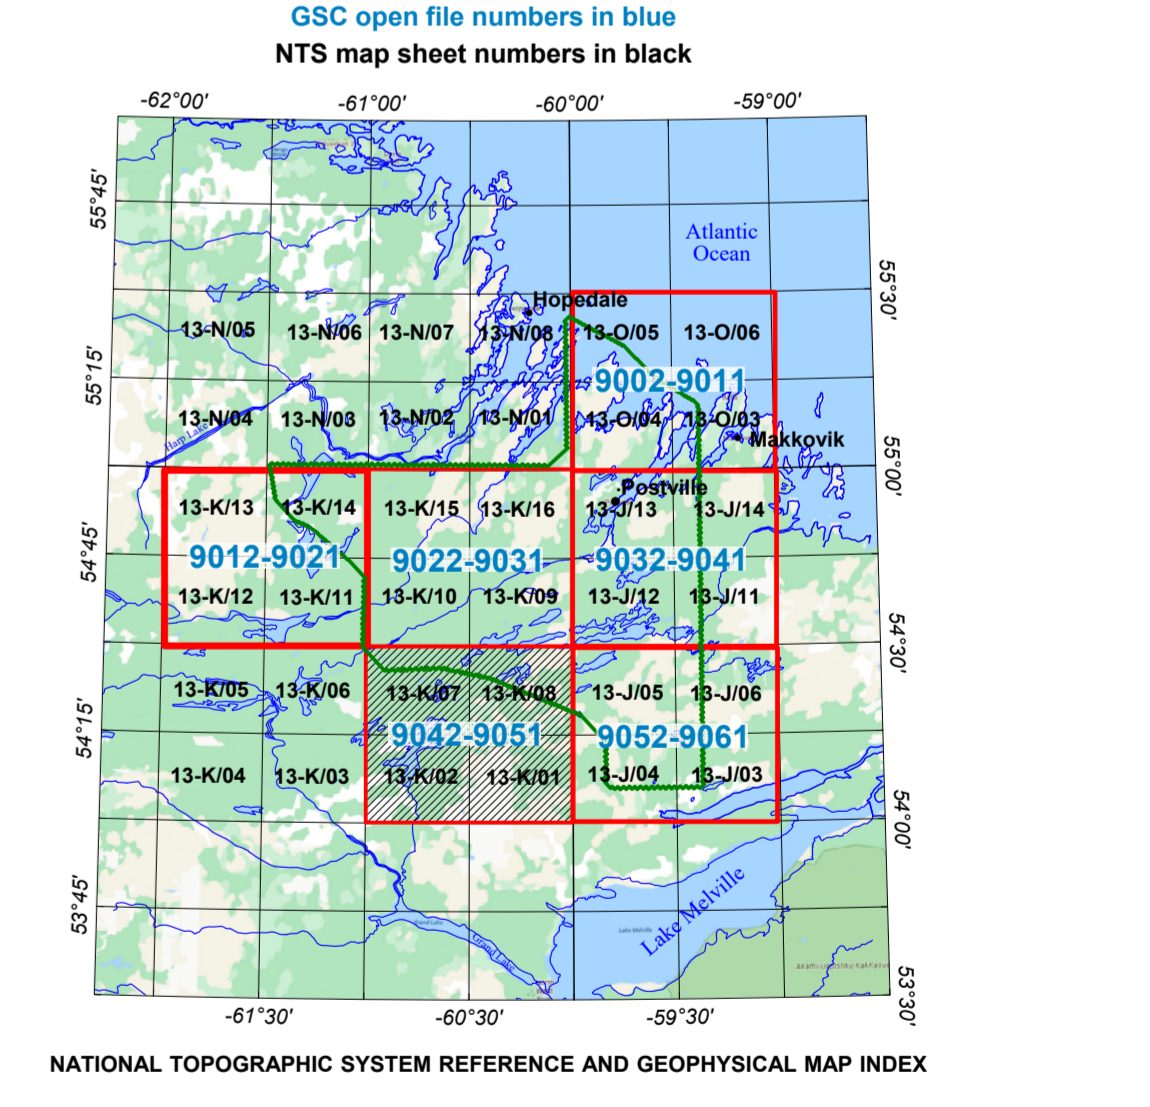 GSC open file numbers in blue
NTS map sheet numbers in black
-62°00' -61°00' -60°00' -59°00'
55°45'
Atlantic
Ocean
55°30'
Hopedale
13-N/05 13-N/06 13-N/07 13-N/08 13-O/05 13-O/06
55°15'
9002-9011
13-N/04 13-N/03 13-N/02 13-N/01 13-O/04 13-O/03
Harp Lake
Makkovik
55°00'
Postville
13-K/13 13-K/14 13-K/15 13-K/16 13-J/13 13-J/14
54°45'
9012-9021 9022-9031 9032-9041
13-K/12 13-K/11 13-K/10 13-K/09 13-J/12 13-J/11
54°30'
13-K/05 13-K/06 13-K/07 13-K/08 13-J/05 13-J/06
54°15'
9042-9051 9052-9061
13-K/04 13-K/03 13-K/02 13-K/01 13-J/04 13-J/03
54°00'
53°45'
Lake Melville
Grand Lake
Lake Melville
Grand Lake
53°30'
-61°30' -60°30' -59°30'
NATIONAL TOPOGRAPHIC SYSTEM REFERENCE AND GEOPHYSICAL MAP INDEX